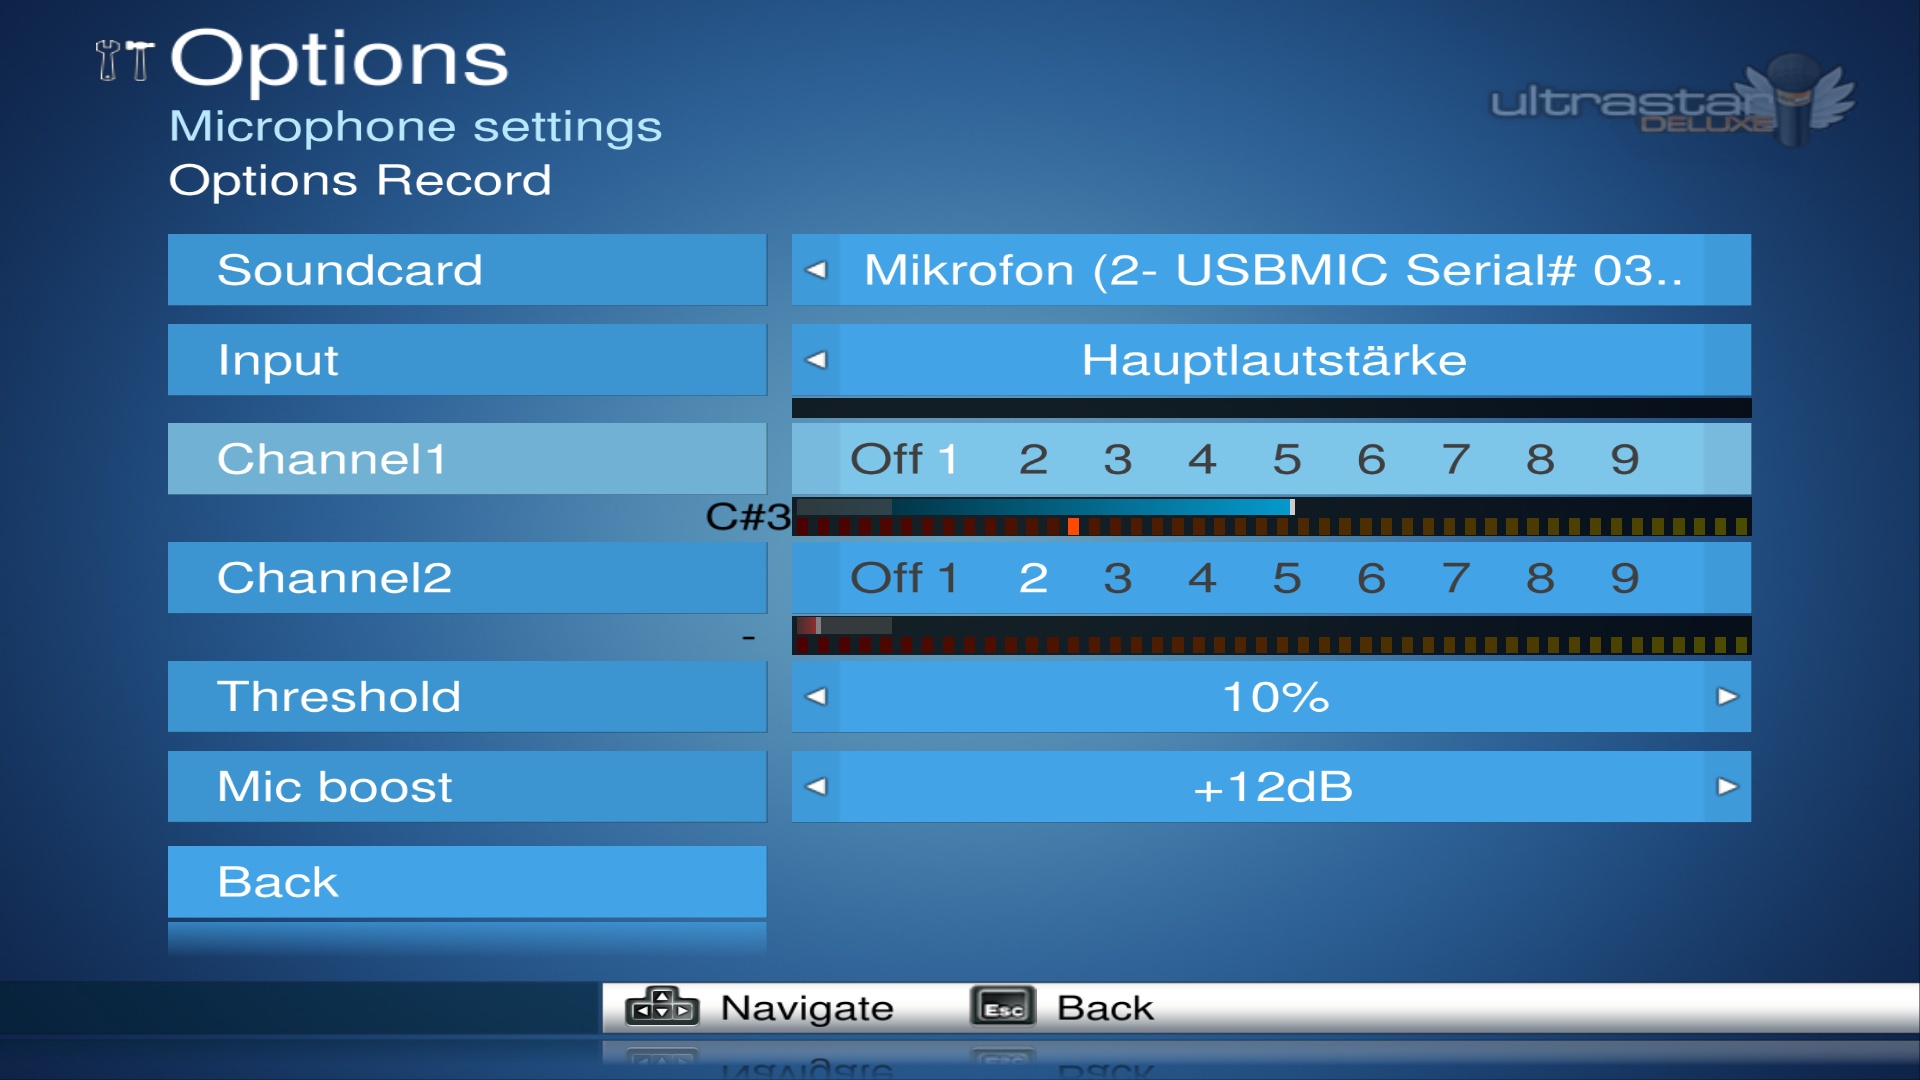 Options
ultrastar
DELUXE
Microphone settings
Options Record
Soundcard Mikrofon (2- USBMIC Serial# 03..
Input Hauptlautstärke
Channel1 Off 1 2 3 4 5 6 7 8 9
C#3
Channel2 Off 1 2 3 4 5 6 7 8 9
-
Threshold 10%
Mic boost +12dB
Back
Navigate Esc Back